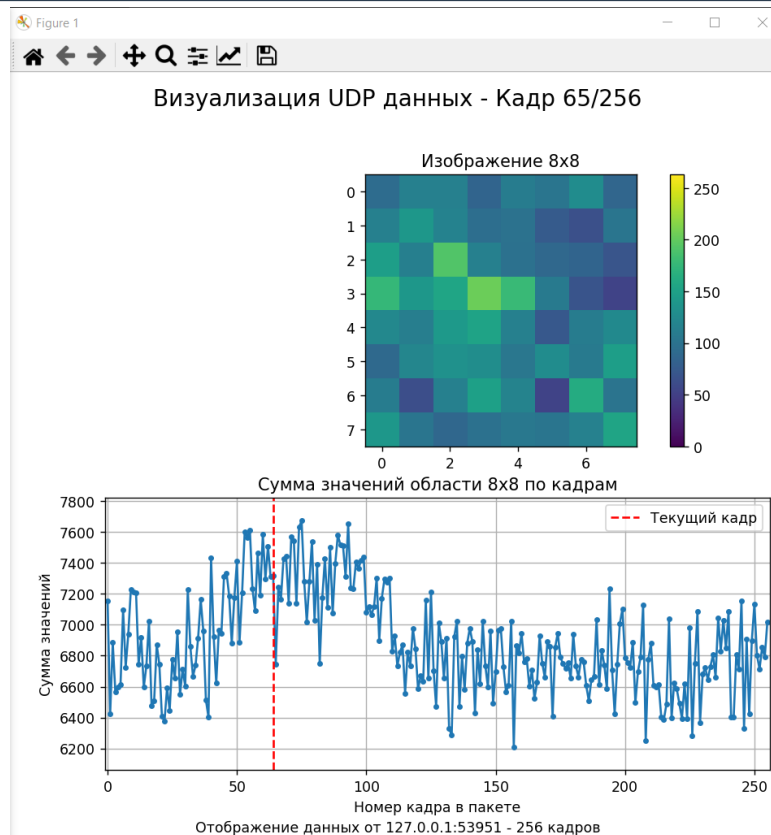 Figure 1
Визуализация UDP данных - Кадр 65/256
Изображение 8x8
0
1
2
3
4
5
6
7
0 2 4 6
250
200
150
100
50
0
Сумма значений области 8x8 по кадрам
7800
7600
7400
7200
7000
6800
6600
6400
6200
Сумма значений
Текущий кадр
0 50 100 150 200 250
Номер кадра в пакете
Отображение данных от 127.0.0.1:53951 - 256 кадров